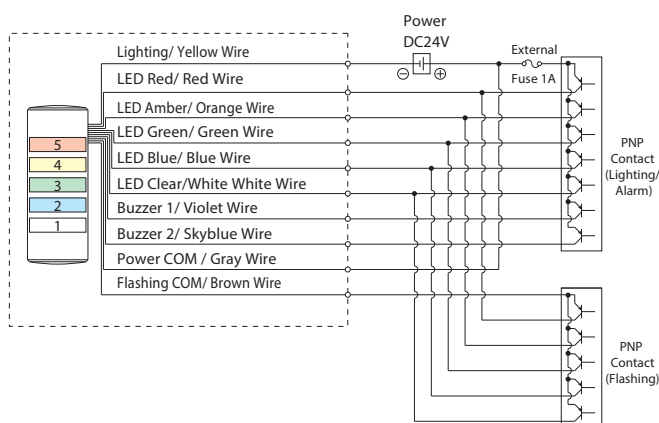 Power
DC24V
External
Fuse 1A
Lighting/ Yellow Wire
LED Red/ Red Wire
LED Amber/ Orange Wire
LED Green/ Green Wire
LED Blue/ Blue Wire
LED Clear/White White Wire
Buzzer 1/ Violet Wire
Buzzer 2/ Skyblue Wire
Power COM / Gray Wire
Flashing COM/ Brown Wire
5
4
3
2
1
PNP
Contact
(Lighting/
Alarm)
PNP
Contact
(Flashing)